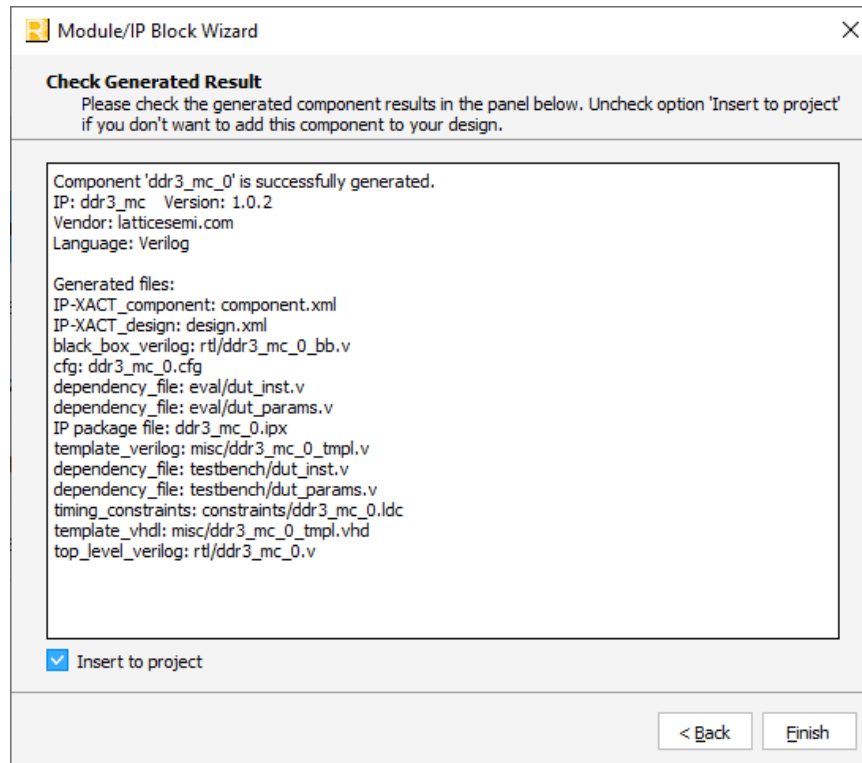 Module/IP Block Wizard
Check Generated Result
Please check the generated component results in the panel below. Uncheck option 'Insert to project'
if you don't want to add this component to your design.
Component 'ddr3_mc_0' is successfully generated.
IP: ddr3_mc    Version: 1.0.2
Vendor: latticesemi.com
Language: Verilog
Generated files:
IP-XACT_component: component.xml
IP-XACT_design: design.xml
black_box_verilog: rtl/ddr3_mc_0_bb.v
cfg: ddr3_mc_0.cfg
dependency_file: eval/dut_inst.v
dependency_file: eval/dut_params.v
IP package file: ddr3_mc_0.ipx
template_verilog: misc/ddr3_mc_0_tmpl.v
dependency_file: testbench/dut_inst.v
dependency_file: testbench/dut_params.v
timing_constraints: constraints/ddr3_mc_0.ldc
template_vhdl: misc/ddr3_mc_0_tmpl.vhd
top_level_verilog: rtl/ddr3_mc_0.v
Insert to project
< Back
Finish